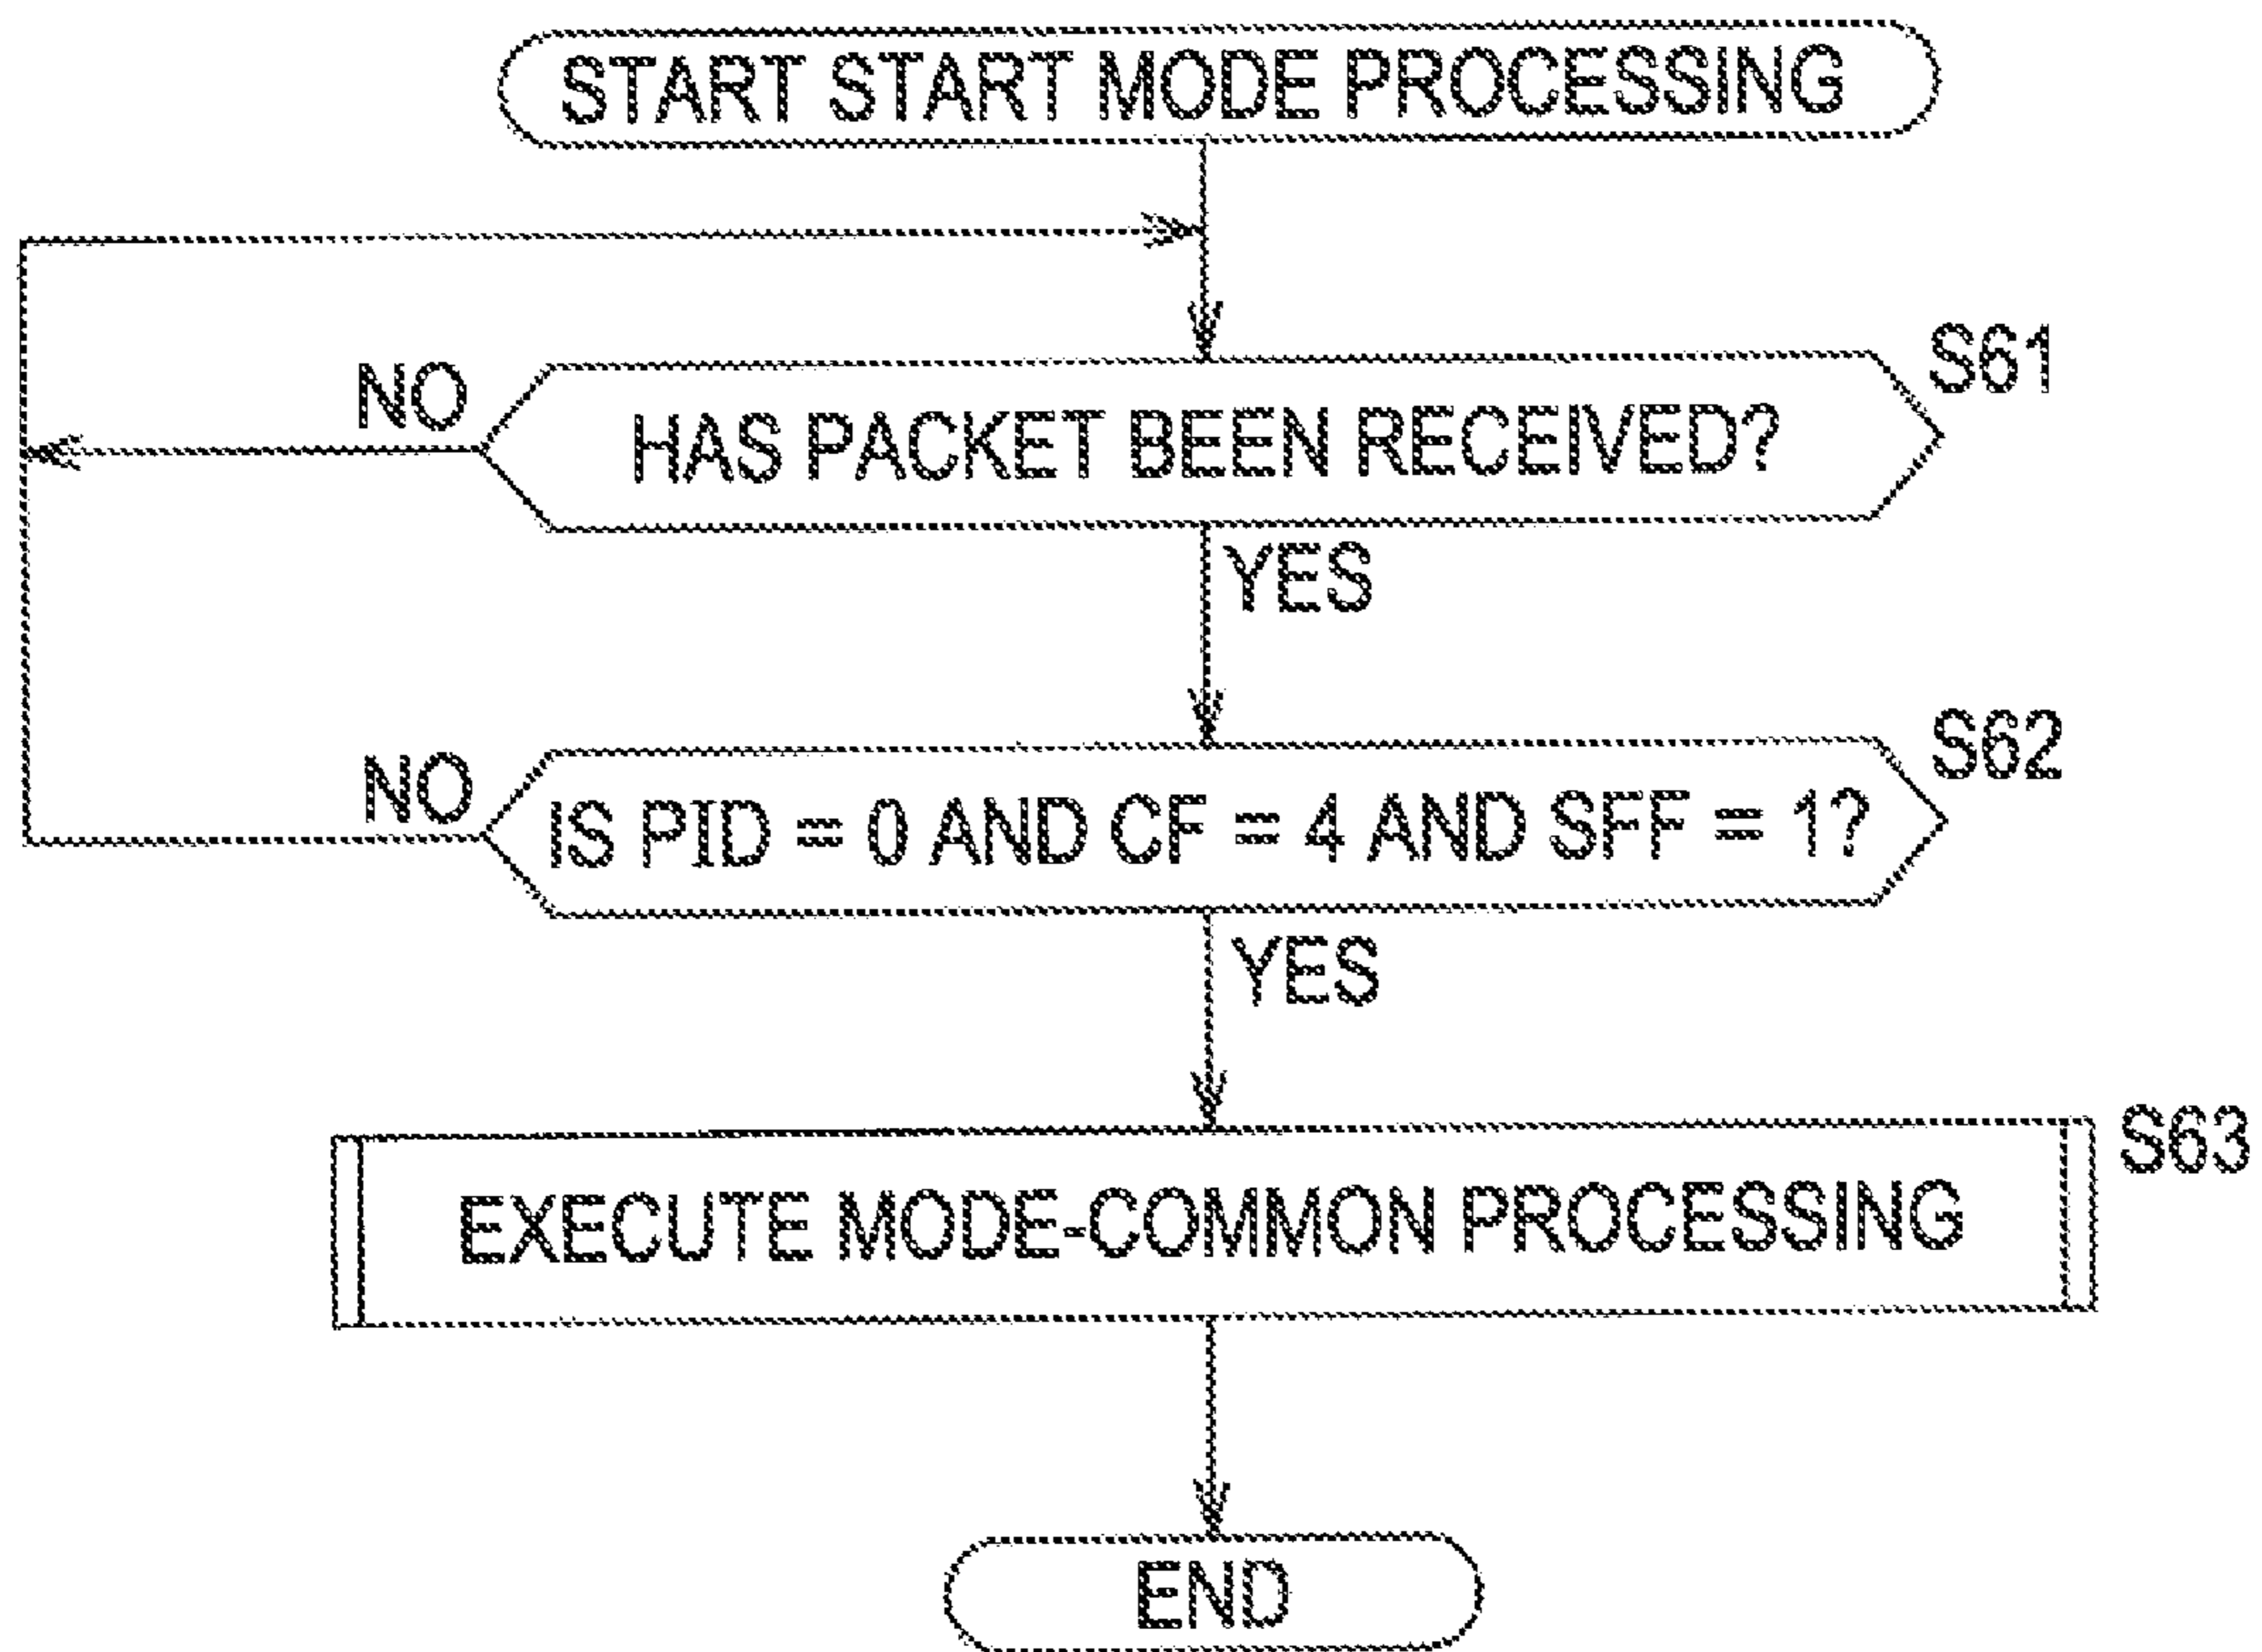 START START MODE PROCESSING
S61
NO
HAS PACKET BEEN RECEIVED?
YES
S62
NO
IS PID = 0 AND CF = 4 AND SFF = 1?
YES
S63
EXECUTE MODE-COMMON PROCESSING
END